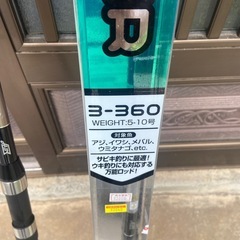 R
3-360
WEIGHT:5-10号
対象魚
アジ、イワシ、メバル、
ウミタナゴ、etc.
サビキ釣りに最適!
ウキ釣りにも対応する
万能ロッド!